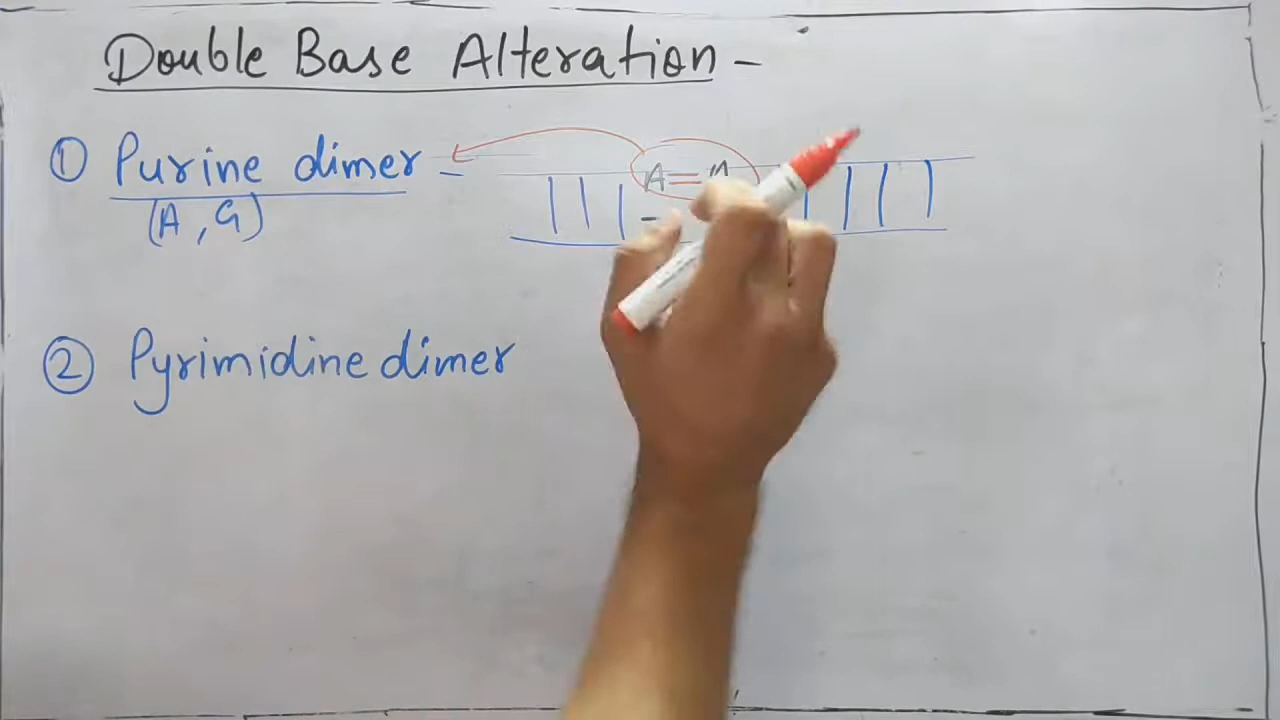 Double Base Alteration -
① Purine dimer -
(A, G)
A = A
② Pyrimidine dimer